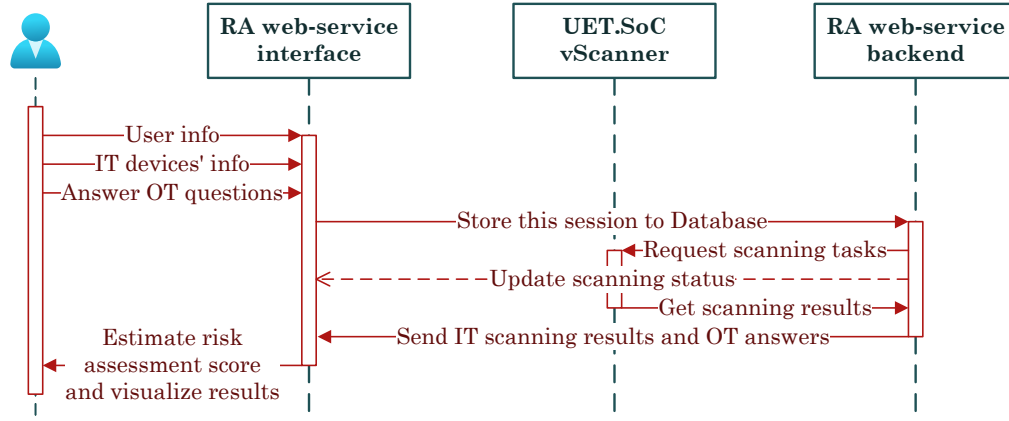 RA web-service
interface
UET.SoC
vScanner
RA web-service
backend
User info
IT devices' info
Answer OT questions
Store this session to Database
Request scanning tasks
Update scanning status
Get scanning results
Send IT scanning results and OT answers
Estimate risk
assessment score
and visualize results